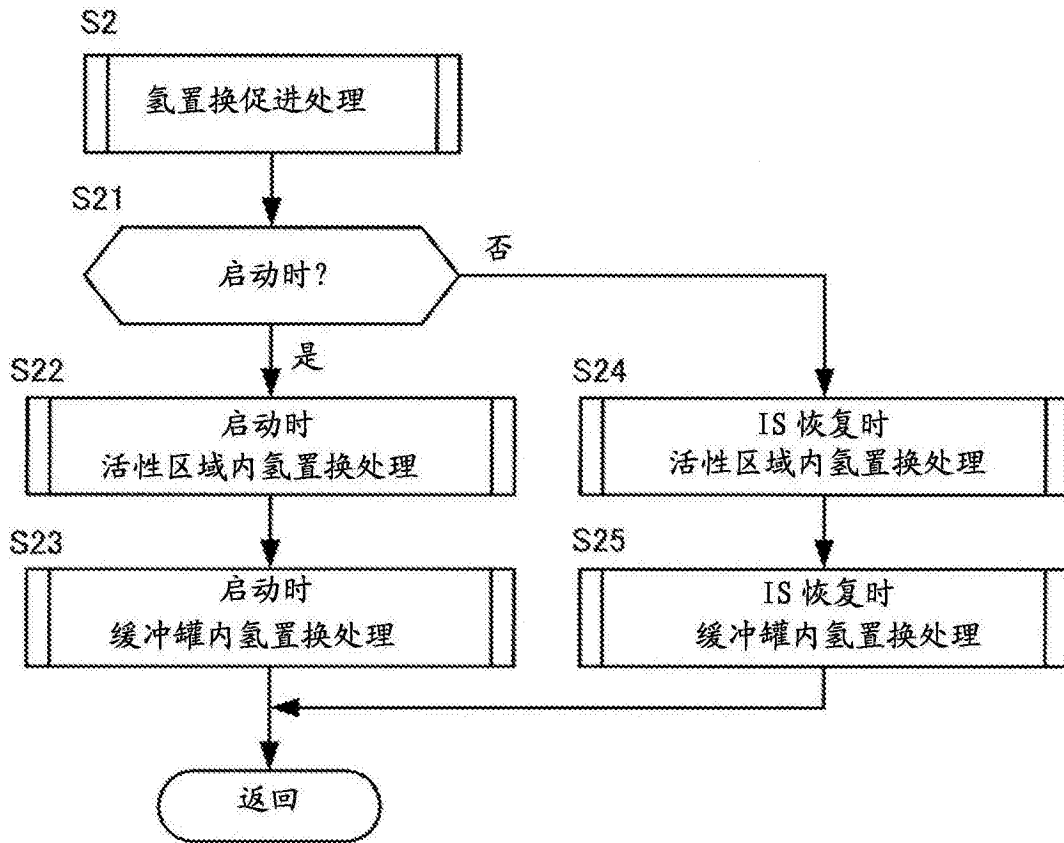 S2
氢置换促进处理
S21
启动时?
否
是
S22
启动时
活性区域内氢置换处理
S24
IS 恢复时
活性区域内氢置换处理
S23
启动时
缓冲罐内氢置换处理
S25
IS 恢复时
缓冲罐内氢置换处理
返回